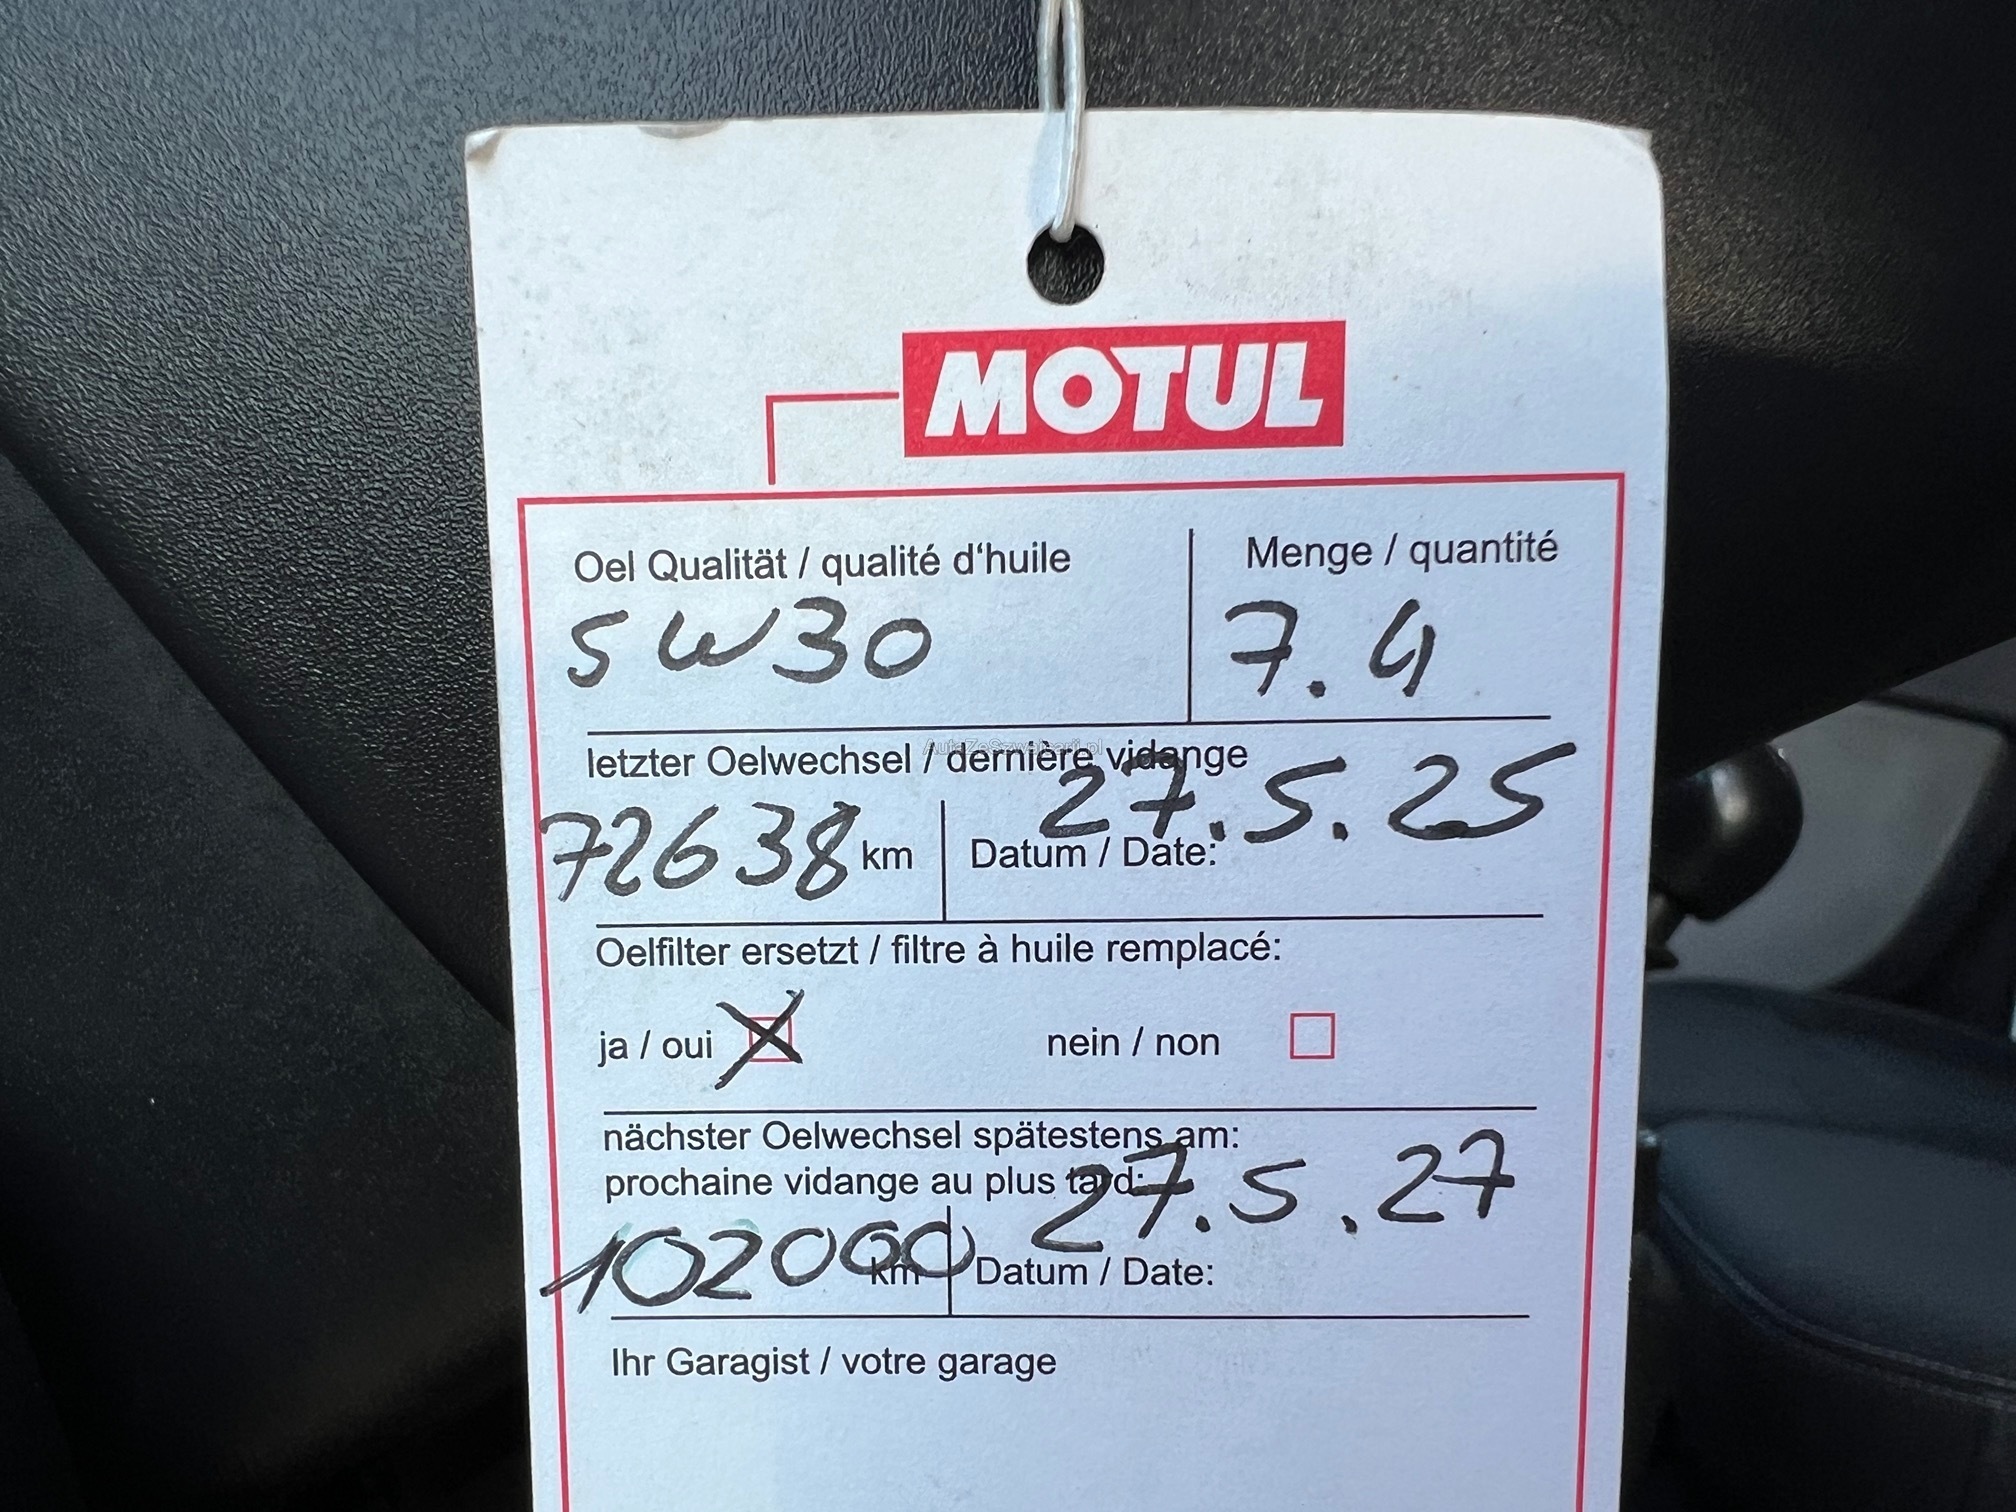 MOTUL
Oel Qualität / qualité d'huile
Menge / quantité
5W30
7.4
letzter Oelwechsel / dernière vidange
AutaZeSzwajcarii.pl
27.5.25
72638 km
Datum / Date:
Oelfilter ersetzt / filtre à huile remplacé:
ja / oui X
nein / non
nächster Oelwechsel spätestens am:
prochaine vidange au plus tard:
27.5.27
102000 km
Datum / Date:
Ihr Garagist / votre garage